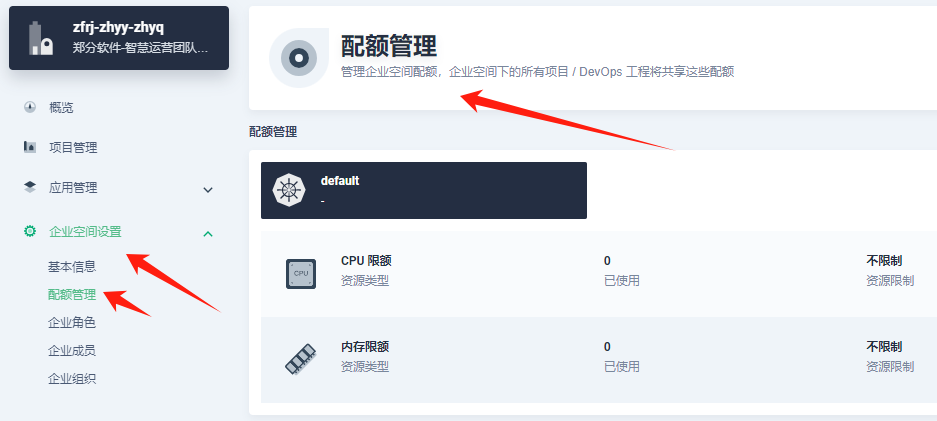 zfrj-zhyy-zhyq
郑分软件-智慧运营团队...
概览
项目管理
应用管理
企业空间设置
基本信息
配额管理
企业角色
企业成员
企业组织
配额管理
管理企业空间配额，企业空间下的所有项目 / DevOps 工程将共享这些配额
配额管理
default
-
CPU
CPU 限额
资源类型
0
已使用
不限制
资源限制
内存限额
资源类型
0
已使用
不限制
资源限制